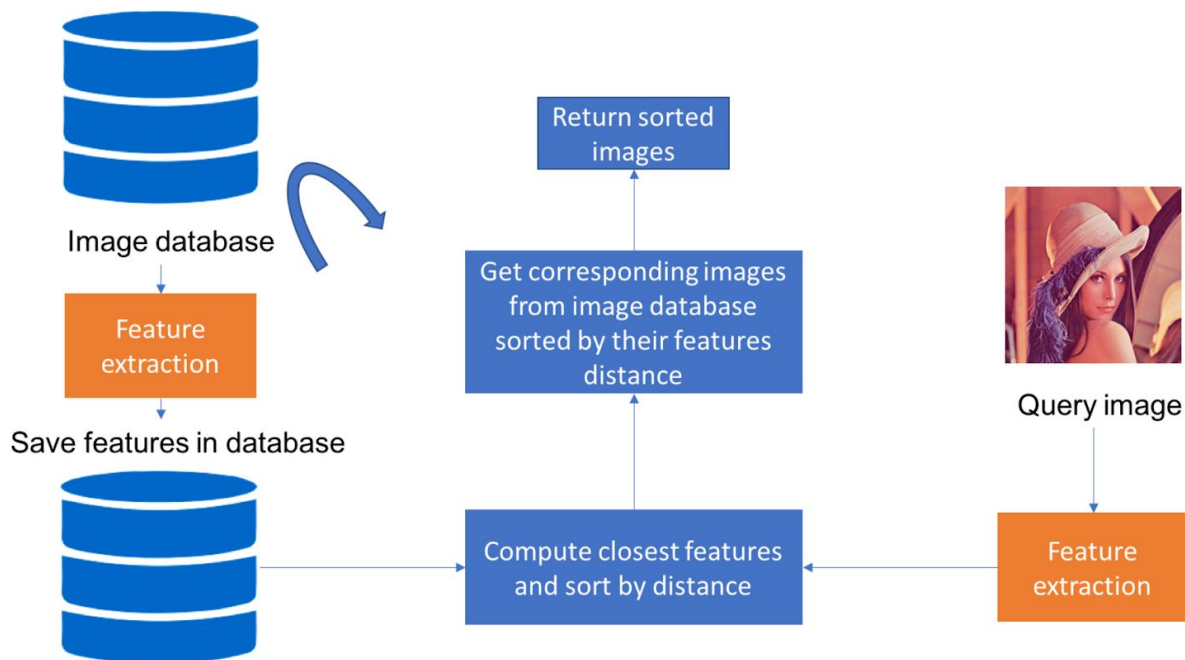 Return sorted
images
Image database
Get corresponding images
from image database
sorted by their features
distance
Feature
extraction
Query image
Save features in database
Compute closest features
and sort by distance
Feature
extraction